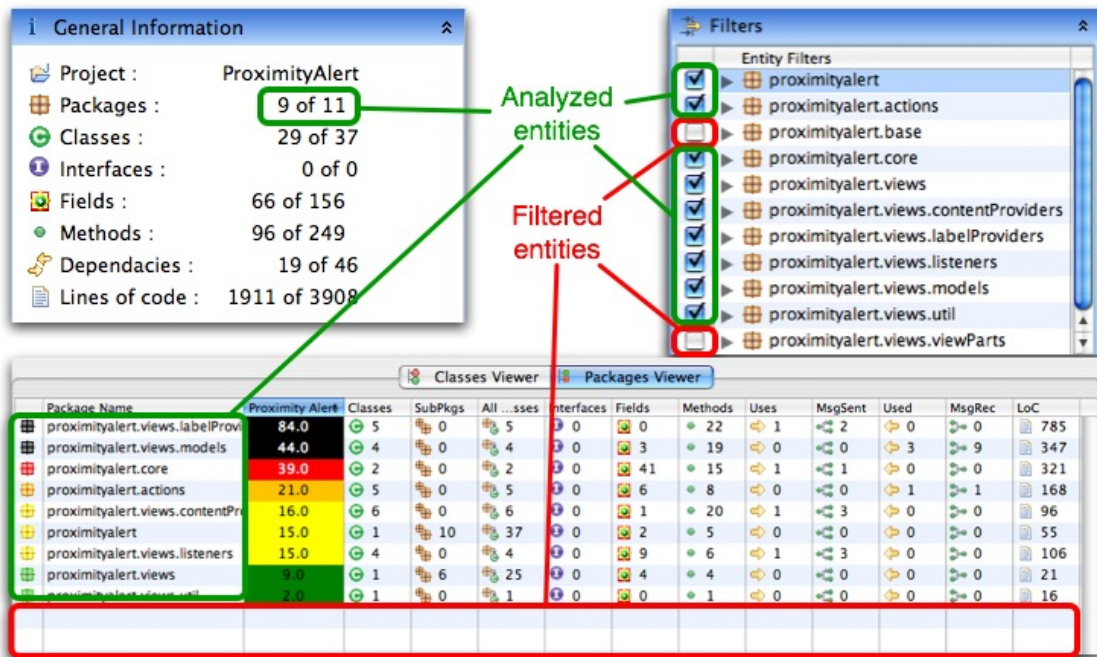 i General Information
Project : ProximityAlert
Packages : 9 of 11
Classes : 29 of 37
Interfaces : 0 of 0
Fields : 66 of 156
Methods : 96 of 249
Dependacies : 19 of 46
Lines of code : 1911 of 3908
Analyzed
entities
Filtered
entities
Filters
Entity Filters
proximityalert
proximityalert.actions
proximityalert.base
proximityalert.core
proximityalert.views
proximityalert.views.contentProviders
proximityalert.views.labelProviders
proximityalert.views.listeners
proximityalert.views.models
proximityalert.views.util
proximityalert.views.viewParts
Classes Viewer Packages Viewer
Package Name Proximity Alert Classes SubPkgs All ...sses Interfaces Fields Methods Uses MsgSent Used MsgRec LoC
proximityalert.views.labelProvi 84.0 5 0 5 0 0 22 1 2 0 0 785
proximityalert.views.models 44.0 4 0 4 0 3 19 0 0 3 9 347
proximityalert.core 39.0 2 0 2 0 41 15 1 1 0 0 321
proximityalert.actions 21.0 5 0 5 0 6 8 0 0 1 1 168
proximityalert.views.contentPr 16.0 6 0 6 0 1 20 1 3 0 0 96
proximityalert 15.0 1 10 37 0 2 5 0 0 0 0 55
proximityalert.views.listeners 15.0 4 0 4 0 9 6 1 3 0 0 106
proximityalert.views 9.0 1 6 25 0 4 4 0 0 0 0 21
proximityalert.views.util 2.0 1 0 1 0 0 1 0 0 0 0 16